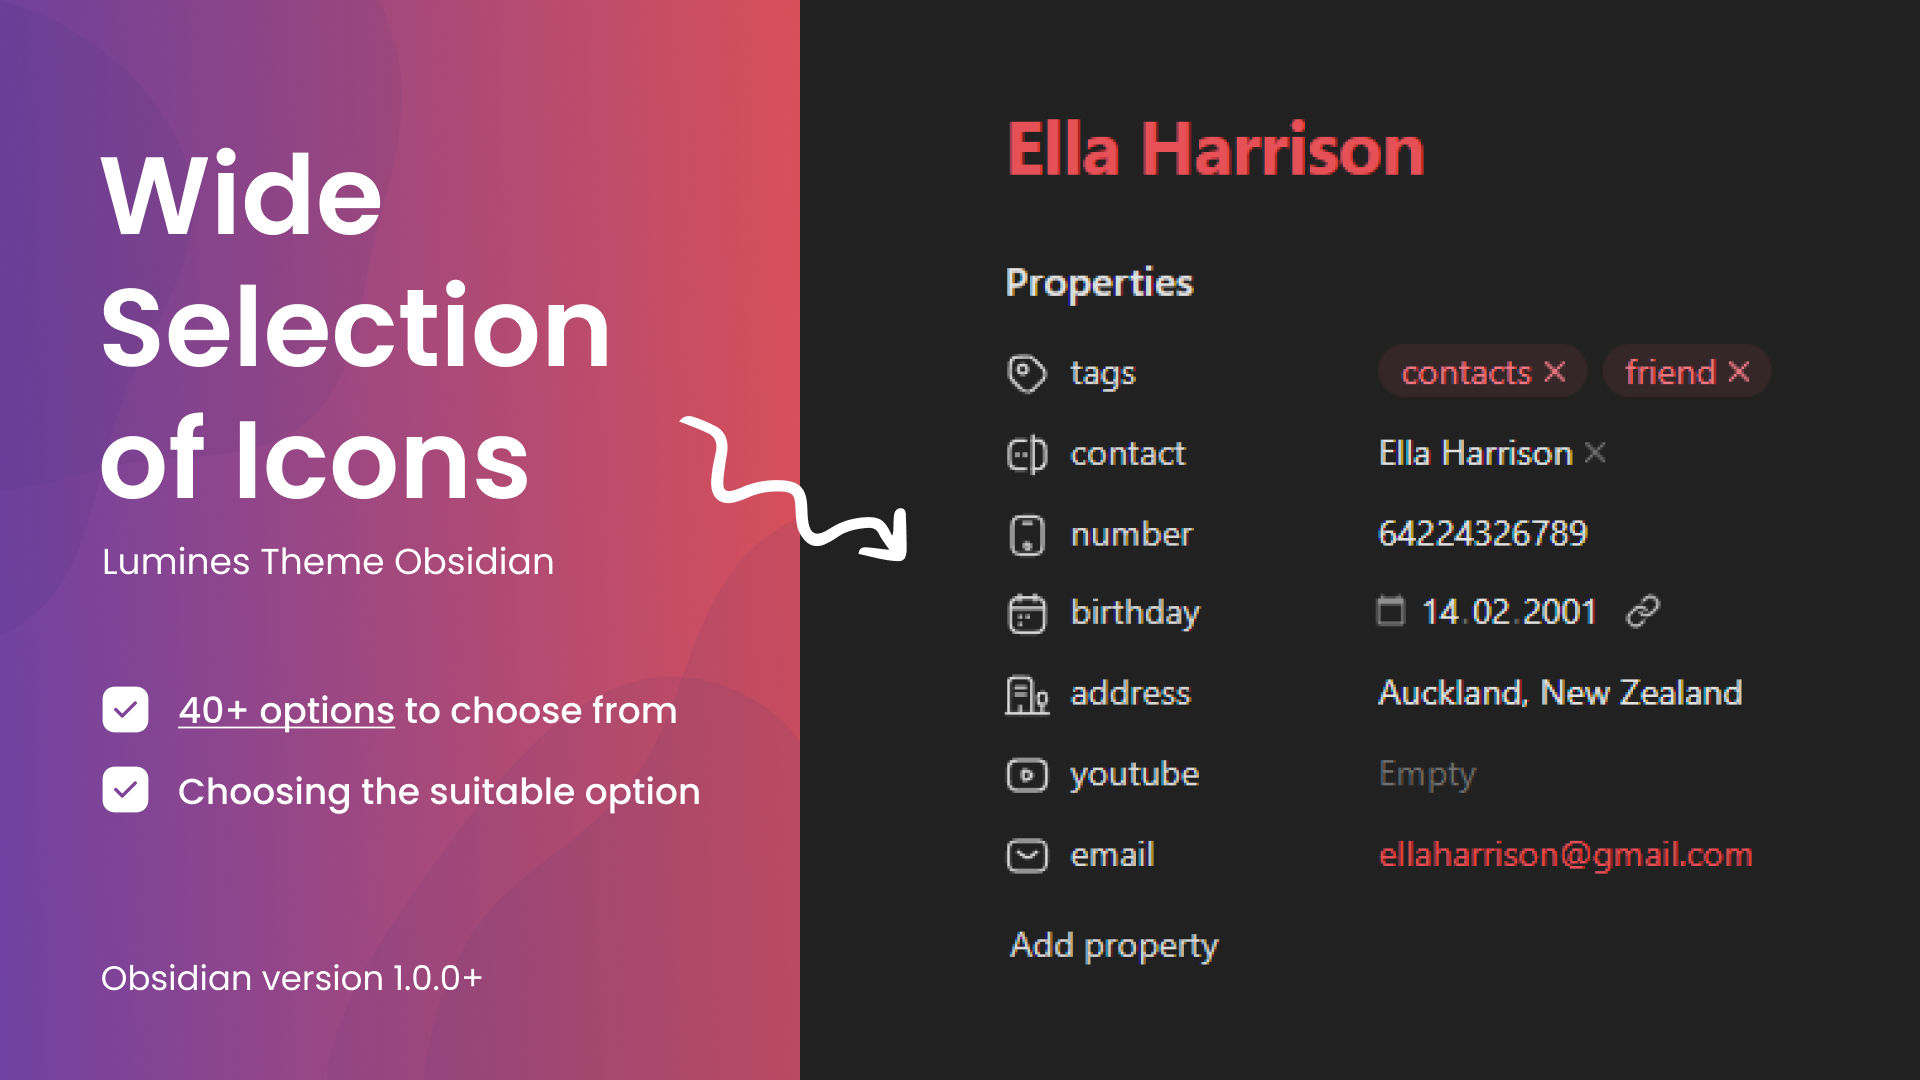 Wide
Selection
of Icons
Lumines Theme Obsidian
40+ options to choose from
Choosing the suitable option
Obsidian version 1.0.0+
Ella Harrison
Properties
tags contacts friend
contact Ella Harrison
number 64224326789
birthday 14.02.2001
address Auckland, New Zealand
youtube Empty
email ellaharrison@gmail.com
Add property